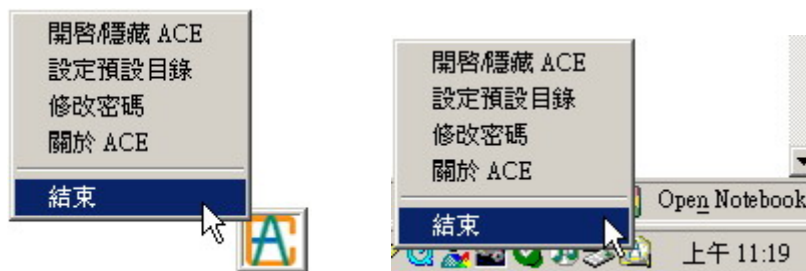 開啓/隱藏 ACE
設定預設目錄
修改密碼
關於 ACE
結束
開啓/隱藏 ACE
設定預設目錄
修改密碼
關於 ACE
結束
Open Notebook
上午 11:19